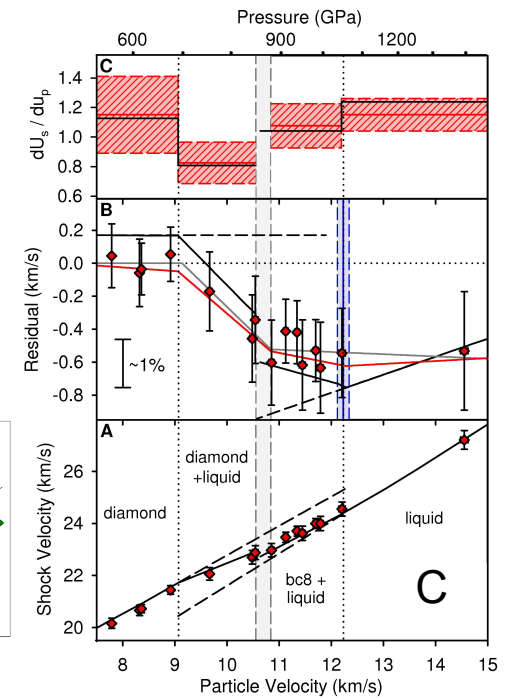 Pressure (GPa)
600 900 1200
C
dUs / dup
1.4
1.2
1.0
0.8
0.6
B
Residual (km/s)
0.2
0.0
-0.2
-0.4
-0.6
-0.8
~1%
A
Shock Velocity (km/s)
26
24
22
20
diamond
+liquid
diamond
liquid
bc8 +
liquid
C
8 9 10 11 12 13 14 15
Particle Velocity (km/s)